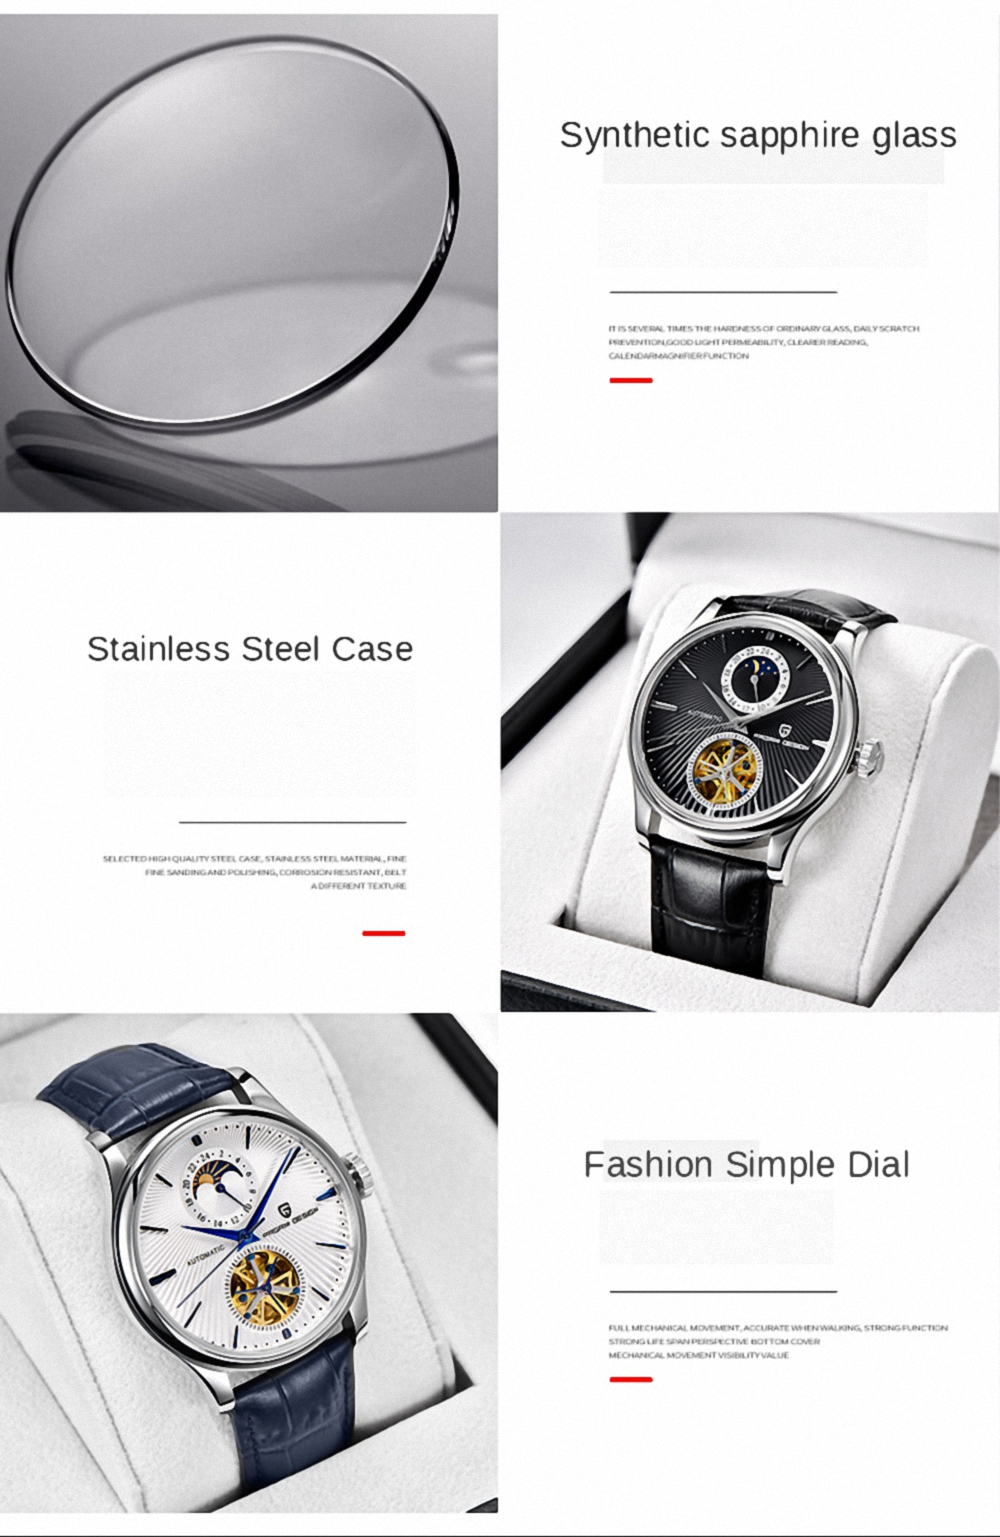 Synthetic sapphire glass
IT IS SEVERAL TIMES THE HARDNESS OF ORDINARY GLASS, DAILY SCRATCH
PREVENTION,GOOD LIGHT PERMEABILITY, CLEARER READING,
CALENDARMAGNIFIER FUNCTION
Stainless Steel Case
SELECTED HIGH QUALITY STEEL CASE, STAINLESS STEEL MATERIAL, FINE
FINE SANDING AND POLISHING, CORROSION RESISTANT, BELT
A DIFFERENT TEXTURE
AUTOMATIC
PAGANI DESIGN
AUTOMATIC
PAGANI DESIGN
Fashion Simple Dial
FULL MECHANICAL MOVEMENT, ACCURATE WHEN WALKING, STRONG FUNCTION
STRONG LIFE SPAN PERSPECTIVE BOTTOM COVER
MECHANICAL MOVEMENT VISIBILITY VALUE